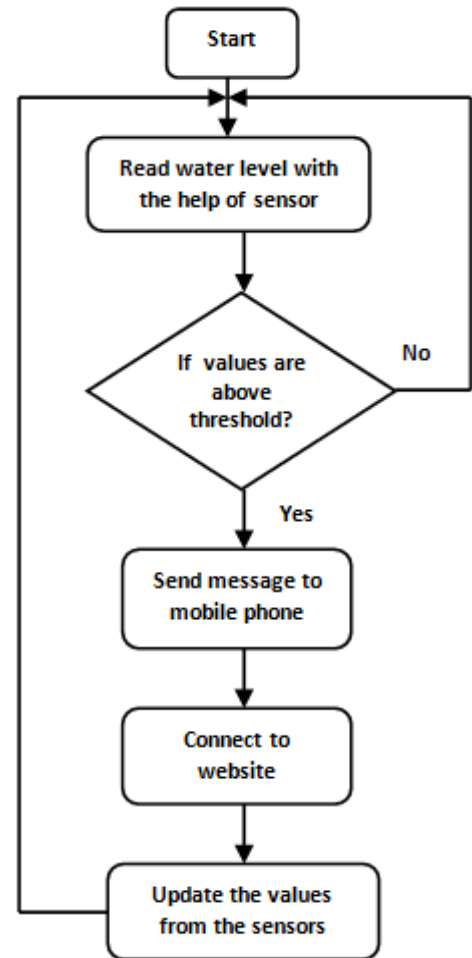 Start
Read water level with
the help of sensor
If values are
above
threshold?
No
Yes
Send message to
mobile phone
Connect to
website
Update the values
from the sensors